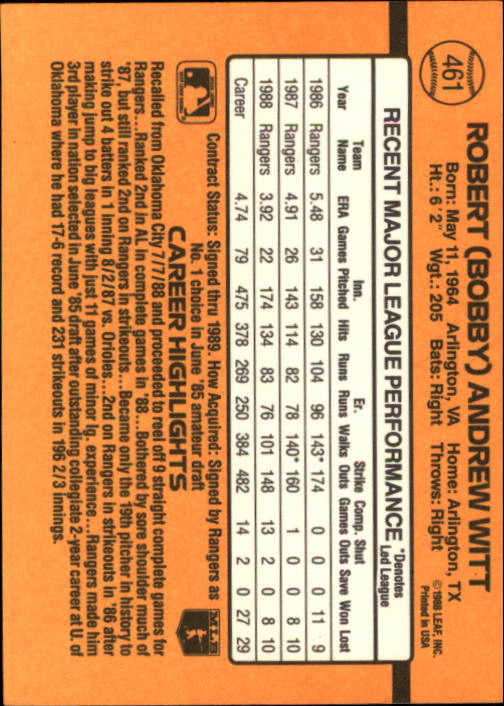 461
ROBERT (BOBBY) ANDREW WITT
Born: May 11, 1964 Arlington, VA Home: Arlington, TX
Ht.: 6' 2" Wgt.: 205 Bats: Right Throws: Right
©1988 LEAF, INC.
Printed in USA
RECENT MAJOR LEAGUE PERFORMANCE *Denotes Led League
Team Inn. Er. Strike Comp. Shut
Year Name ERA Games Pitched Hits Runs Runs Walks Outs Games Outs Save Won Lost
1986 Rangers 5.48 31 158 130 104 96 143* 174 0 0 0 11 9
1987 Rangers 4.91 26 143 114 82 78 140* 160 1 0 0 8 10
1988 Rangers 3.92 22 174 134 83 76 101 148 13 2 0 8 10
Career 4.74 79 475 378 269 250 384 482 14 2 0 27 29
Contract Status: Signed thru 1989. How Acquired: Signed by Rangers as
No. 1 choice in June '85 amateur draft
MLB
CAREER HIGHLIGHTS
Recalled from Oklahoma City 7/7/88 and proceeded to reel off 9 straight complete games for
Rangers...Ranked 2nd in AL in complete games in '88...Bothered by sore shoulder much of
'87, but still ranked 2nd on Rangers in strikeouts...Became only the 19th pitcher in history to
strike out 4 batters in 1 inning 8/2/87 vs. Orioles...2nd on Rangers in strikeouts in '86 after
making jump to big leagues with just 11 games of minor lg. experience...Rangers made him
3rd player in nation selected in June '85 draft after outstanding collegiate 2-year career at U. of
Oklahoma where he had 17-6 record and 231 strikeouts in 196 2/3 innings.